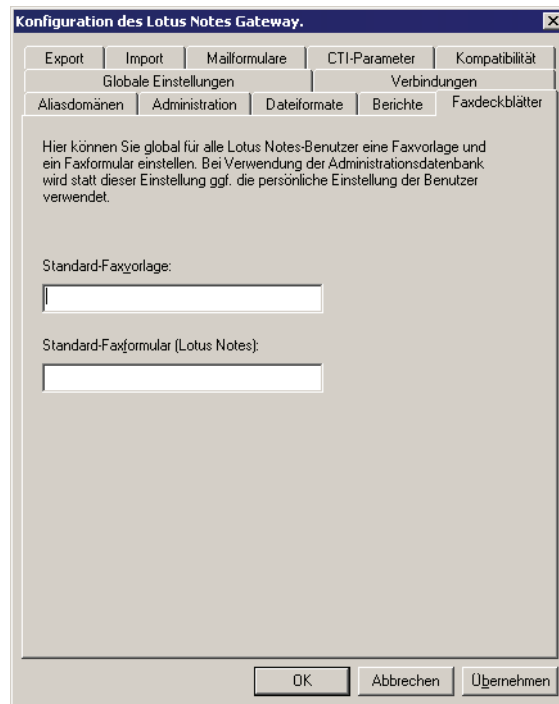 Konfiguration des Lotus Notes Gateway.
Export Import Mailformulare CTI-Parameter Kompatibilität
Globale Einstellungen Verbindungen
Aliasdomänen Administration Dateiformate Berichte Faxdeckblätter
Hier können Sie global für alle Lotus Notes-Benutzer eine Faxvorlage und
ein Faxformular einstellen. Bei Verwendung der Administrationsdatenbank
wird statt dieser Einstellung ggf. die persönliche Einstellung der Benutzer
verwendet.
Standard-Faxvorlage:
Standard-Faxformular (Lotus Notes):
OK Abbrechen Übernehmen